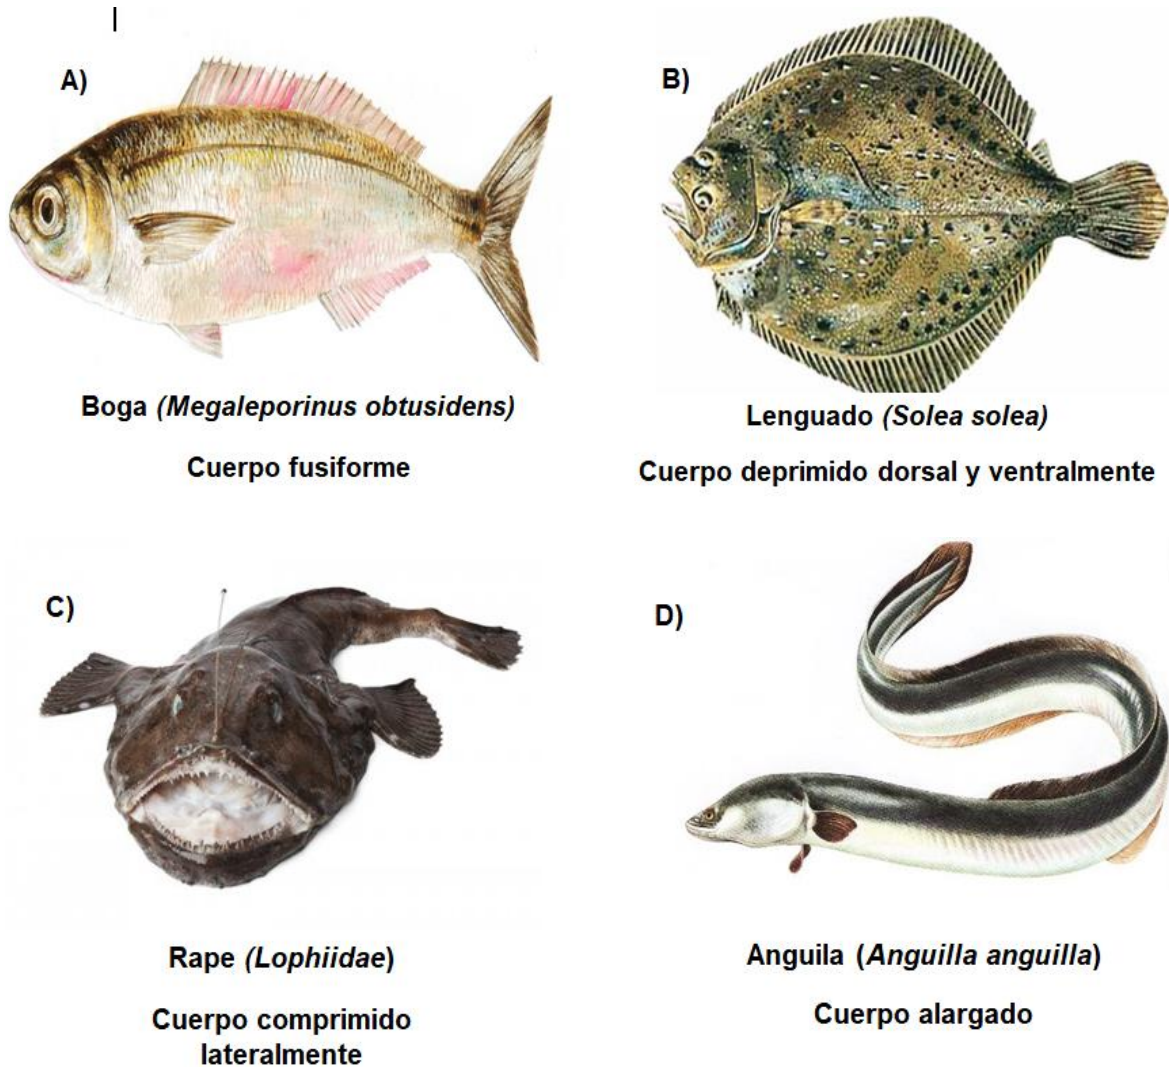 A)
B)
Boga (Megaleporinus obtusidens)
Cuerpo fusiforme
Lenguado (Solea solea)
Cuerpo deprimido dorsal y ventralmente
C)
D)
Rape (Lophiidae)
Cuerpo comprimido
lateralmente
Anguila (Anguilla anguilla)
Cuerpo alargado